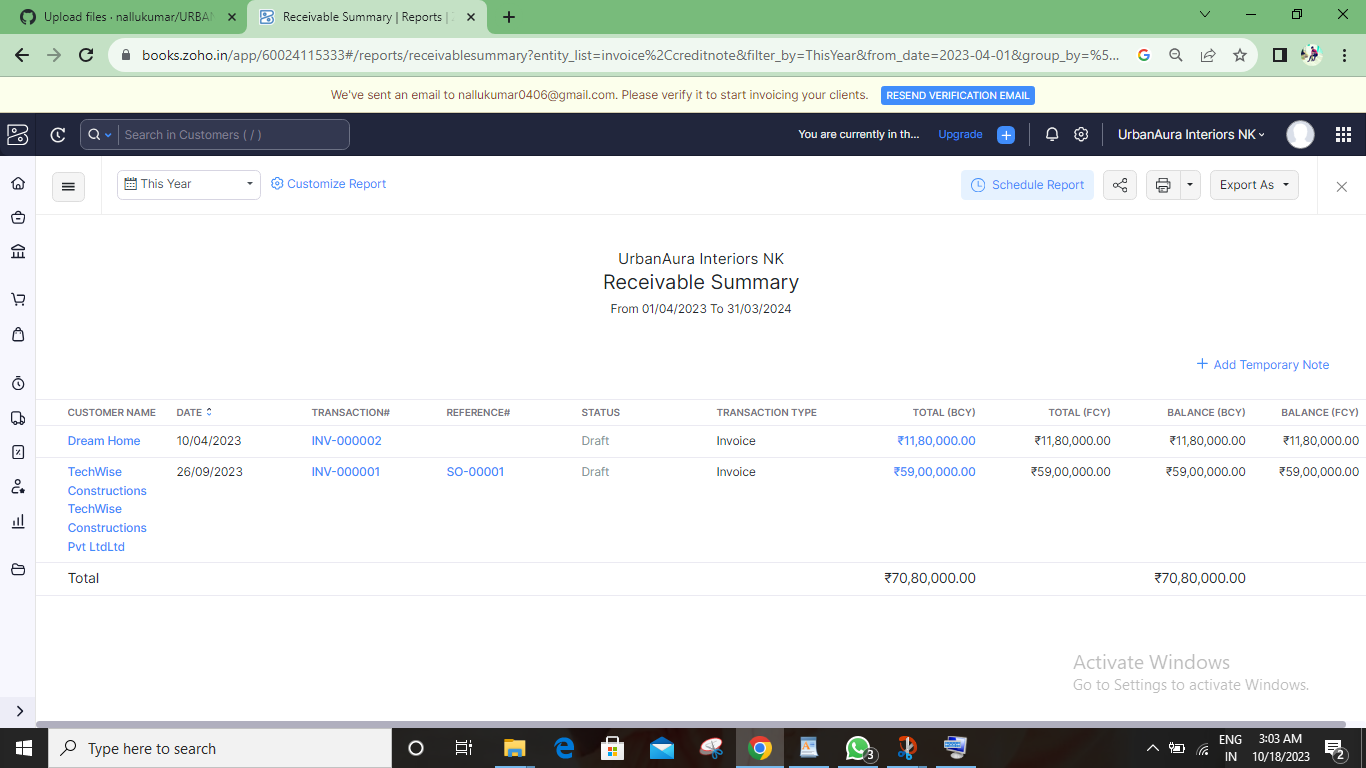 Upload files · nallukumar/URBAN
Receivable Summary | Reports |
books.zoho.in/app/60024115333#/reports/receivablesummary?entity_list=invoice%2Ccreditnote&filter_by=ThisYear&from_date=2023-04-01&group_by=%5...
We've sent an email to nallukumar0406@gmail.com. Please verify it to start invoicing your clients. RESEND VERIFICATION EMAIL
Search in Customers ( / ) You are currently in th... Upgrade UrbanAura Interiors NK
This Year Customize Report Schedule Report Export As
UrbanAura Interiors NK
Receivable Summary
From 01/04/2023 To 31/03/2024
+ Add Temporary Note
CUSTOMER NAME DATE TRANSACTION# REFERENCE# STATUS TRANSACTION TYPE TOTAL (BCY) TOTAL (FCY) BALANCE (BCY) BALANCE (FCY)
Dream Home 10/04/2023 INV-000002 Draft Invoice ₹11,80,000.00 ₹11,80,000.00 ₹11,80,000.00 ₹11,80,000.00
TechWise 26/09/2023 INV-000001 SO-00001 Draft Invoice ₹59,00,000.00 ₹59,00,000.00 ₹59,00,000.00 ₹59,00,000.00
Constructions
TechWise
Constructions
Pvt LtdLtd
Total ₹70,80,000.00 ₹70,80,000.00
Activate Windows
Go to Settings to activate Windows.
Type here to search
3
ENG
IN
3:03 AM
10/18/2023
2